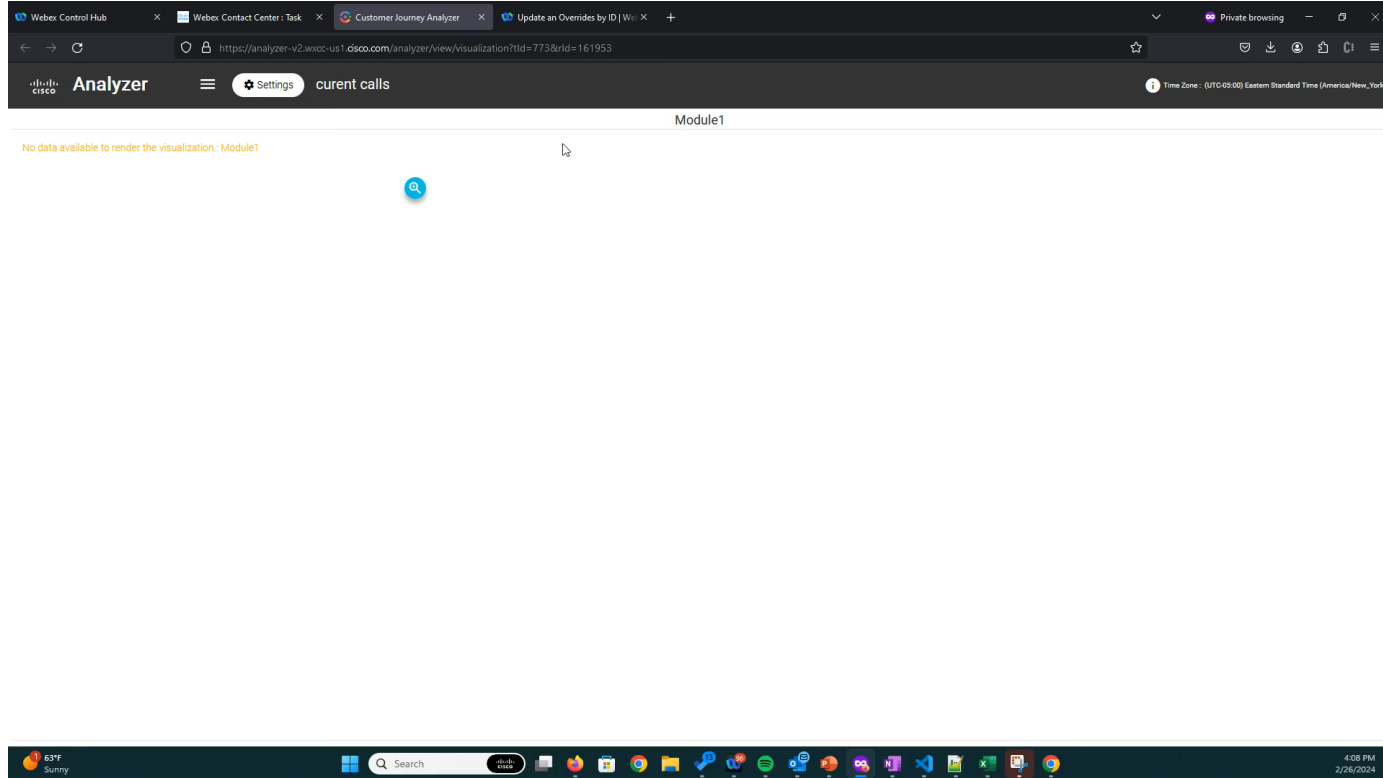 Webex Control Hub
Webex Contact Center : Task
Customer Journey Analyzer
Update an Overrides by ID | We
Private browsing
https://analyzer-v2.wxcc-us1.cisco.com/analyzer/view/visualization?tId=773&rId=161953
cisco Analyzer
Settings
curent calls
i Time Zone : (UTC-05:00) Eastern Standard Time (America/New_York
Module1
No data available to render the visualization.: Module1
1
63°F
Sunny
Search
cisco
4:08 PM
2/26/2024